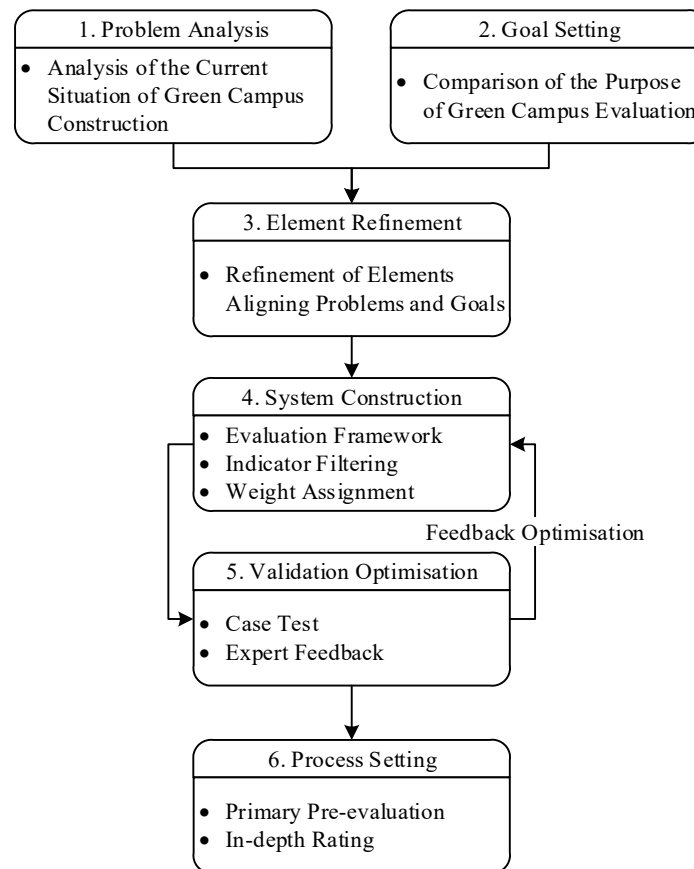 1. Problem Analysis
• Analysis of the Current
Situation of Green Campus
Construction
2. Goal Setting
• Comparison of the Purpose
of Green Campus Evaluation
3. Element Refinement
• Refinement of Elements
Aligning Problems and Goals
4. System Construction
• Evaluation Framework
• Indicator Filtering
• Weight Assignment
Feedback Optimisation
5. Validation Optimisation
• Case Test
• Expert Feedback
6. Process Setting
• Primary Pre-evaluation
• In-depth Rating